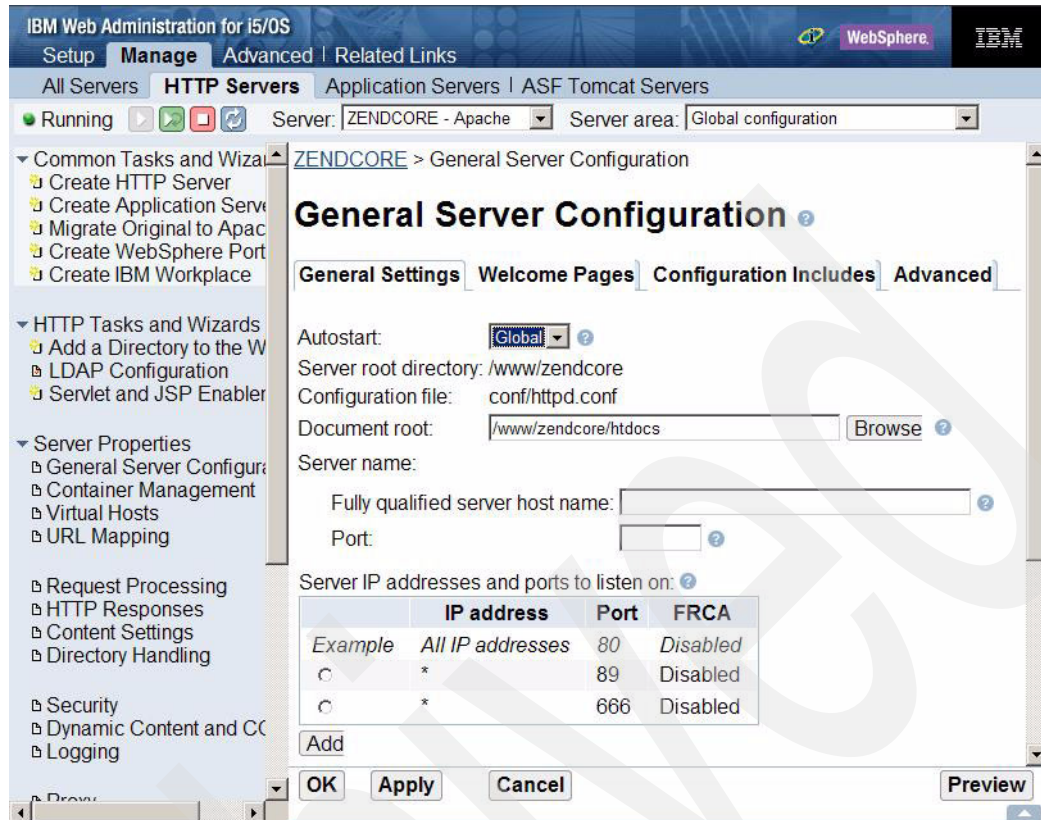 IBM Web Administration for i5/OS
WebSphere. IBM
Setup Manage Advanced | Related Links
All Servers HTTP Servers Application Servers | ASF Tomcat Servers
Running Server: ZENDCORE - Apache Server area: Global configuration
Common Tasks and Wizar
Create HTTP Server
Create Application Serve
Migrate Original to Apac
Create WebSphere Port
Create IBM Workplace
HTTP Tasks and Wizards
Add a Directory to the W
LDAP Configuration
Servlet and JSP Enabler
Server Properties
General Server Configura
Container Management
Virtual Hosts
URL Mapping
Request Processing
HTTP Responses
Content Settings
Directory Handling
Security
Dynamic Content and CG
Logging
Proxy
ZENDCORE > General Server Configuration
General Server Configuration
General Settings Welcome Pages Configuration Includes Advanced
Autostart: Global
Server root directory: /www/zendcore
Configuration file: conf/httpd.conf
Document root: /www/zendcore/htdocs Browse
Server name:
Fully qualified server host name:
Port:
Server IP addresses and ports to listen on:
IP address Port FRCA
Example All IP addresses 80 Disabled
* 89 Disabled
* 666 Disabled
Add
OK Apply Cancel Preview